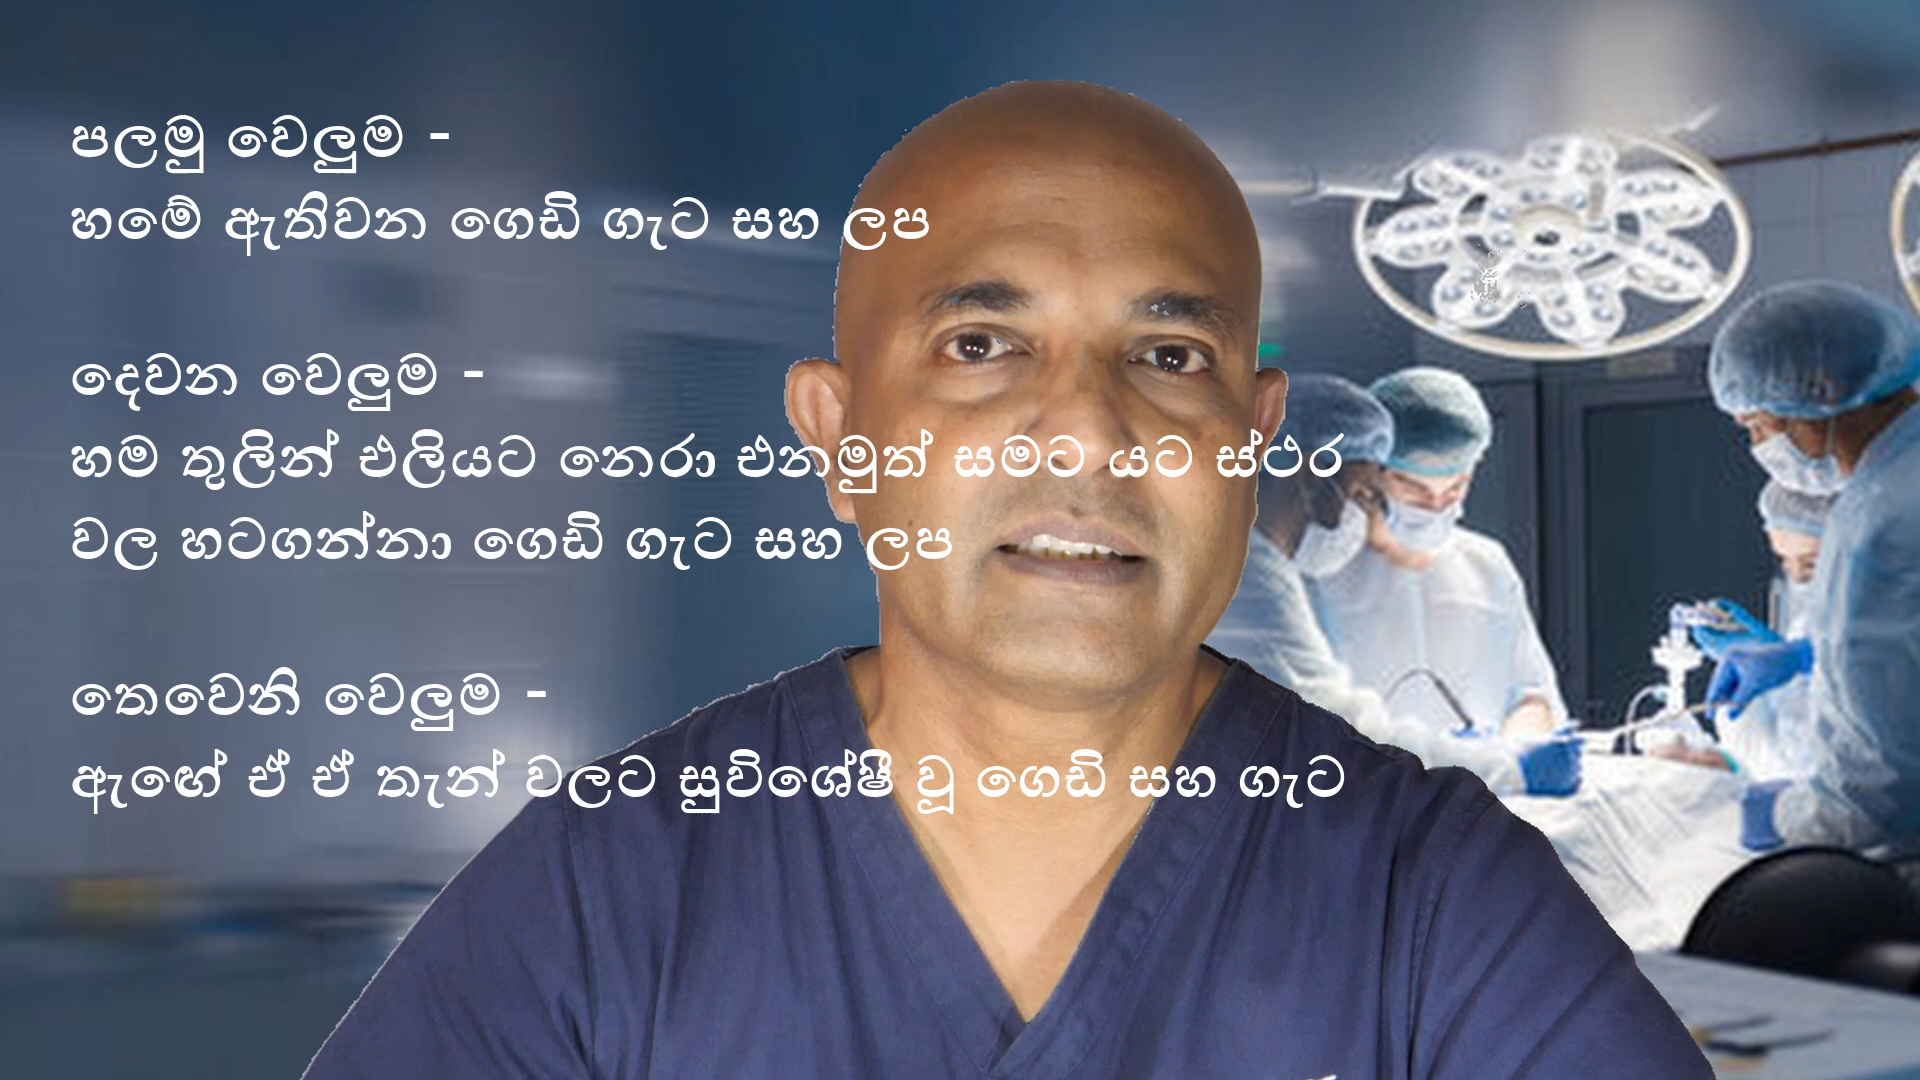 පලමු වෙලුම -
හමේ ඇතිවන ගෙඩි ගැට සහ ලප
දෙවන වෙලුම -
හම තුලින් එලියට නෙරා එනමුත් සමට යට ස්ථර
වල හටගන්නා ගෙඩි ගැට සහ ලප
තෙවෙනි වෙලුම -
ඇඟේ ඒ ඒ තැන් වලට සුවිශේෂී වූ ගෙඩි සහ ගැට